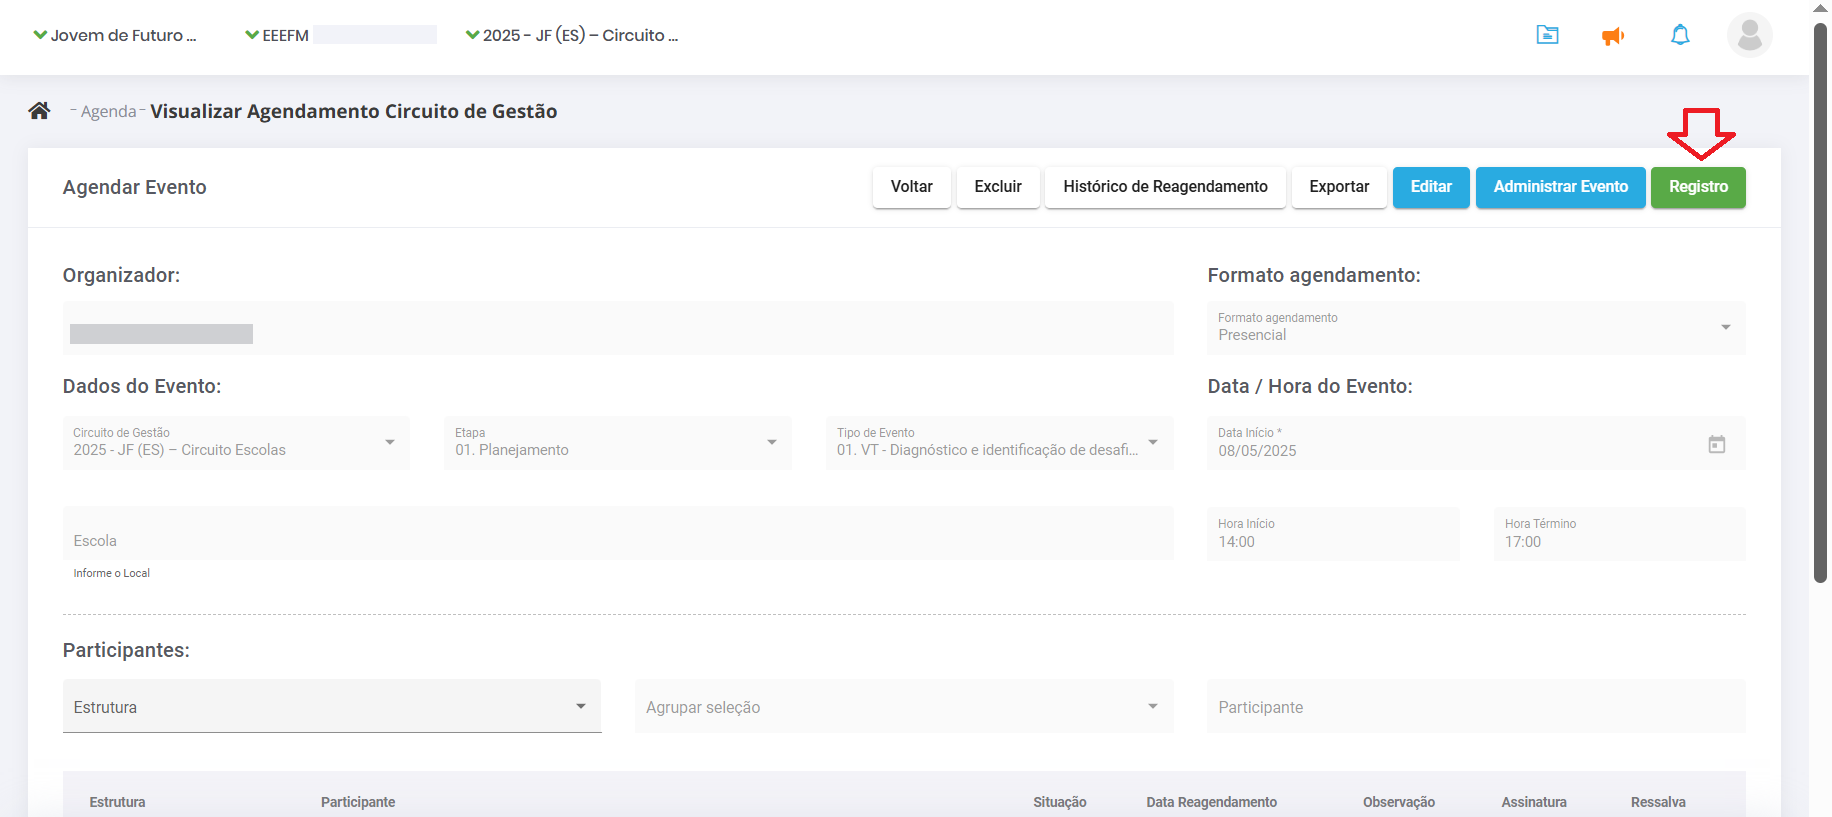 Jovem de Futuro ... EEEFM 2025 - JF (ES) – Circuito ...
- Agenda - Visualizar Agendamento Circuito de Gestão
Agendar Evento Voltar Excluir Histórico de Reagendamento Exportar Editar Administrar Evento Registro
Organizador: Formato agendamento:
Formato agendamento
Presencial
Dados do Evento: Data / Hora do Evento:
Circuito de Gestão Etapa Tipo de Evento Data Início *
2025 - JF (ES) – Circuito Escolas 01. Planejamento 01. VT - Diagnóstico e identificação de desafi... 08/05/2025
Hora Início Hora Término
Escola 14:00 17:00
Informe o Local
Participantes:
Estrutura Agrupar seleção Participante
Estrutura Participante Situação Data Reagendamento Observação Assinatura Ressalva